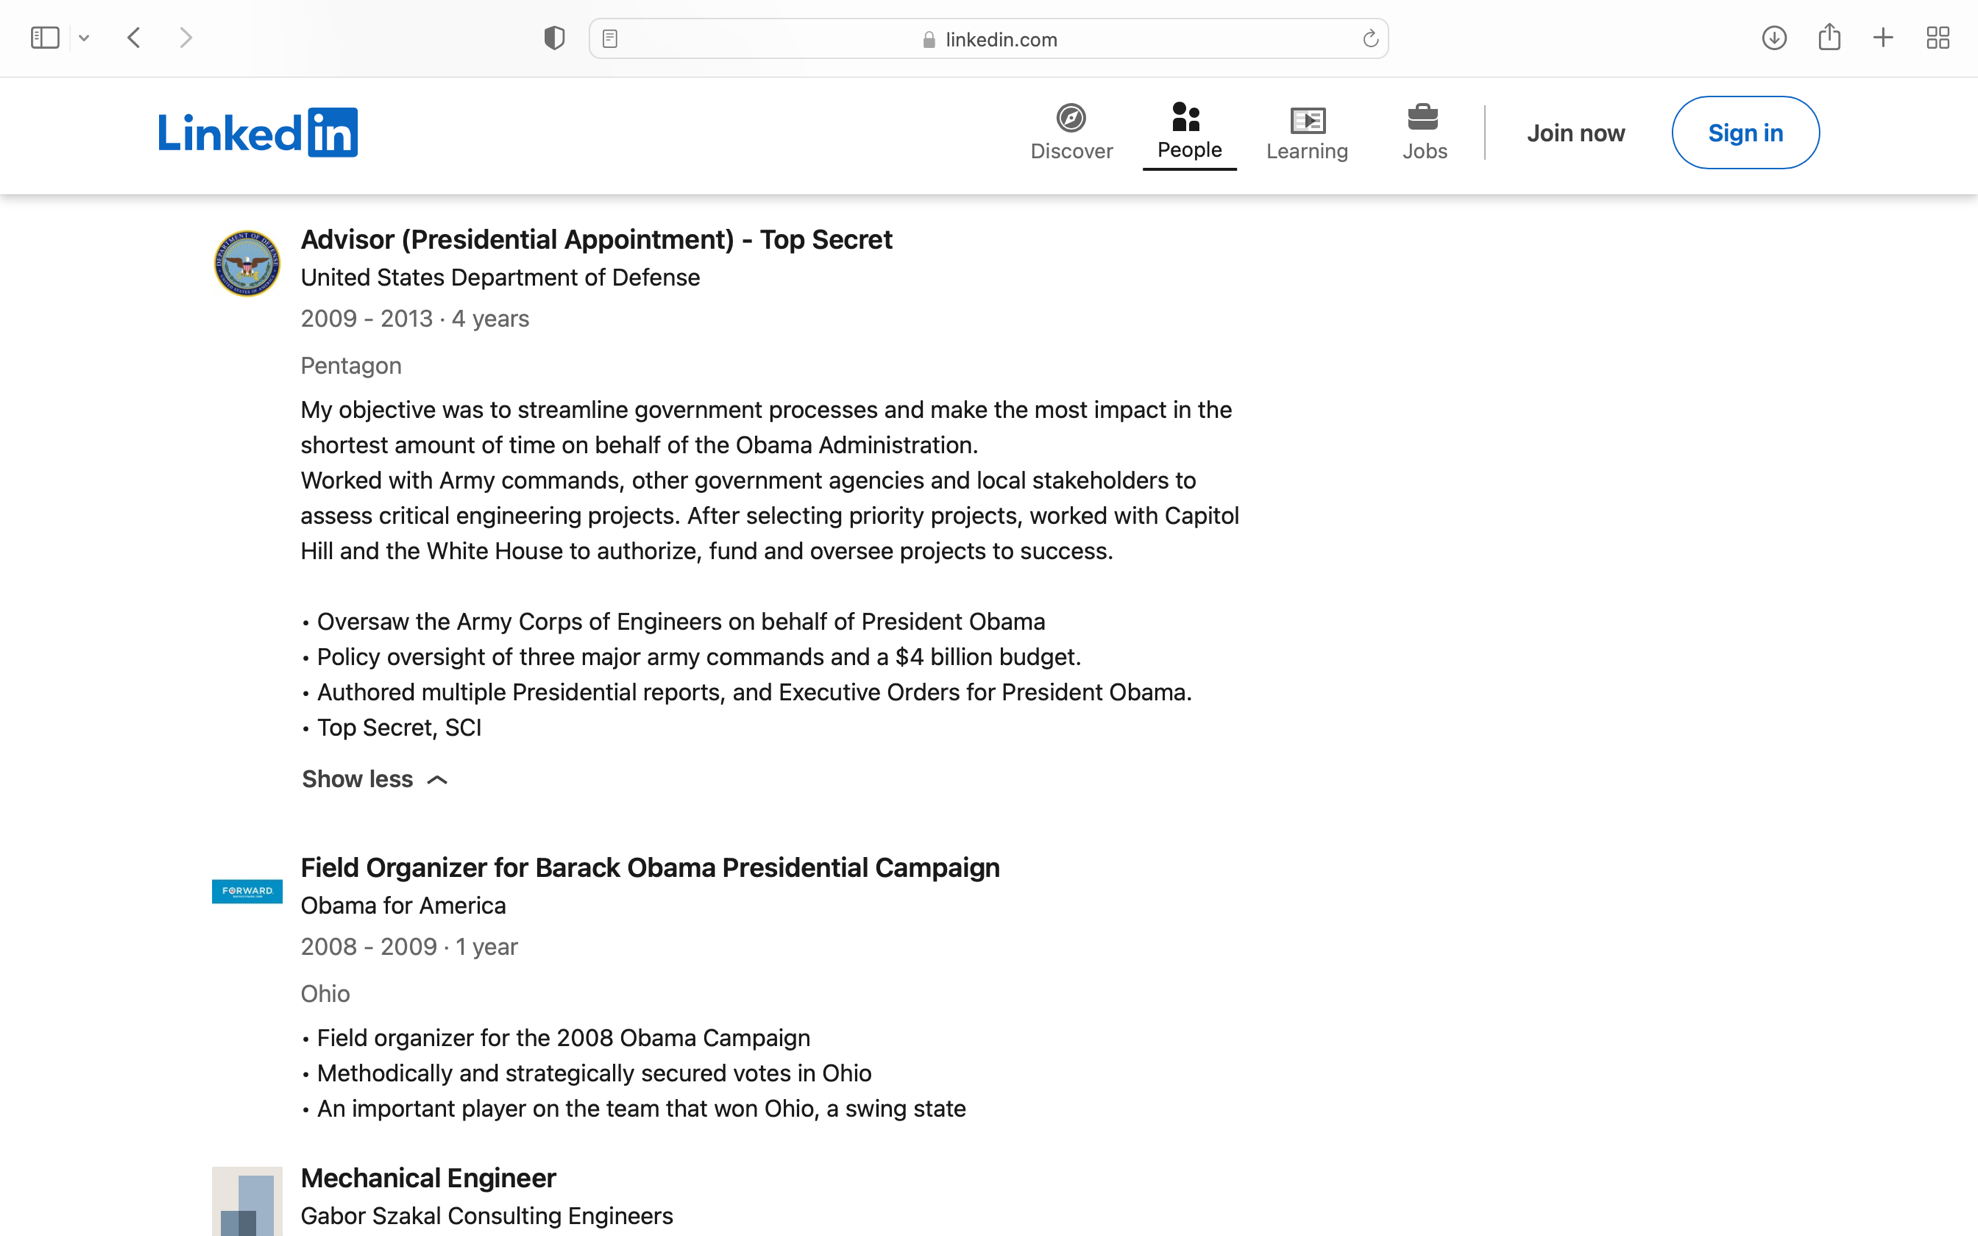 linkedin.com
LinkedIn
Discover
People
Learning
Jobs
Join now
Sign in
Advisor (Presidential Appointment) - Top Secret
United States Department of Defense
2009 - 2013 · 4 years
Pentagon
My objective was to streamline government processes and make the most impact in the
shortest amount of time on behalf of the Obama Administration.
Worked with Army commands, other government agencies and local stakeholders to
assess critical engineering projects. After selecting priority projects, worked with Capitol
Hill and the White House to authorize, fund and oversee projects to success.
• Oversaw the Army Corps of Engineers on behalf of President Obama
• Policy oversight of three major army commands and a $4 billion budget.
• Authored multiple Presidential reports, and Executive Orders for President Obama.
• Top Secret, SCI
Show less
Field Organizer for Barack Obama Presidential Campaign
FORWARD.
Obama for America
2008 - 2009 · 1 year
Ohio
• Field organizer for the 2008 Obama Campaign
• Methodically and strategically secured votes in Ohio
• An important player on the team that won Ohio, a swing state
Mechanical Engineer
Gabor Szakal Consulting Engineers